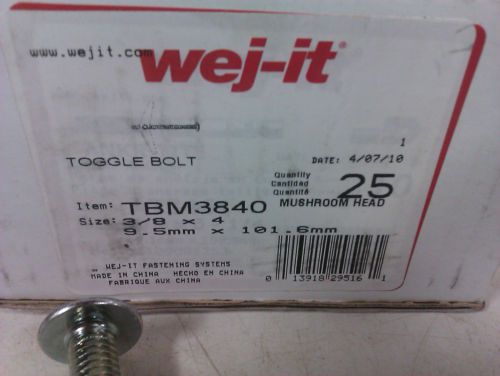 www.wejit.com
wej-it®
1
TOGGLE BOLT
DATE: 4/07/10
Quantity
Cantidad
Quantité
25
Item: TBM3840
MUSHROOM HEAD
Size: 3/8 x 4
9.5mm x 101.6mm
WEJ-IT FASTENING SYSTEMS
MADE IN CHINA HECHO EN CHINA
FABRIQUE AUX CHINA
0 13918 29516 1